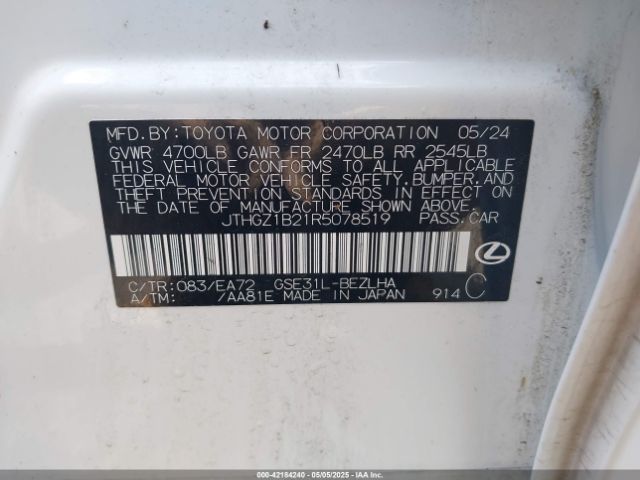 MFD. BY: TOYOTA MOTOR CORPORATION 05/24
GVWR 4700LB GAWR FR 2470LB RR 2545LB
THIS VEHICLE CONFORMS TO ALL APPLICABLE
FEDERAL MOTOR VEHICLE SAFETY, BUMPER, AND
THEFT PREVENTION STANDARDS IN EFFECT ON
THE DATE OF MANUFACTURE SHOWN ABOVE.
JTHGZ1B21R5078519 PASS. CAR
C/TR: 083/EA72 GSE31L-BEZLHA
A/TM: /AA81E MADE IN JAPAN 914 C
000-42184240 - 05/05/2025 - IAAI.COM